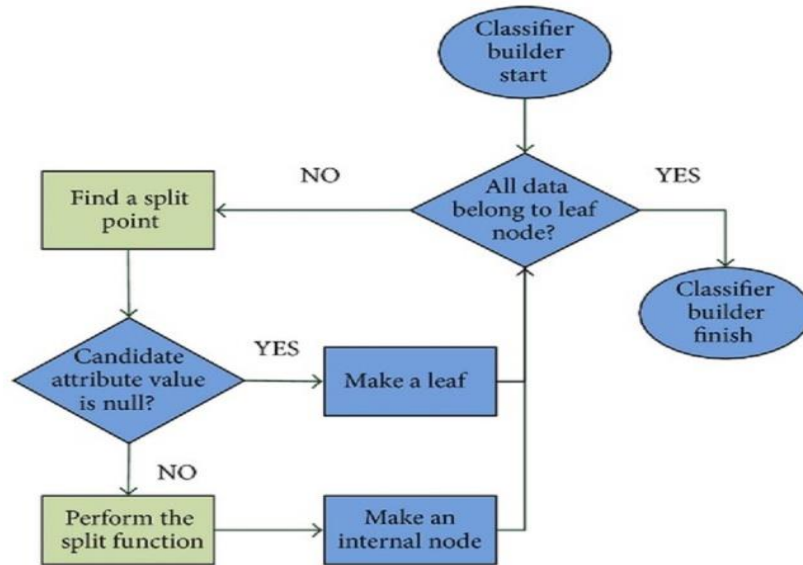 Classifier
builder
start
NO
All data
belong to leaf
node?
YES
Find a split
point
Classifier
builder
finish
Candidate
attribute value
is null?
YES
Make a leaf
NO
Perform the
split function
Make an
internal node